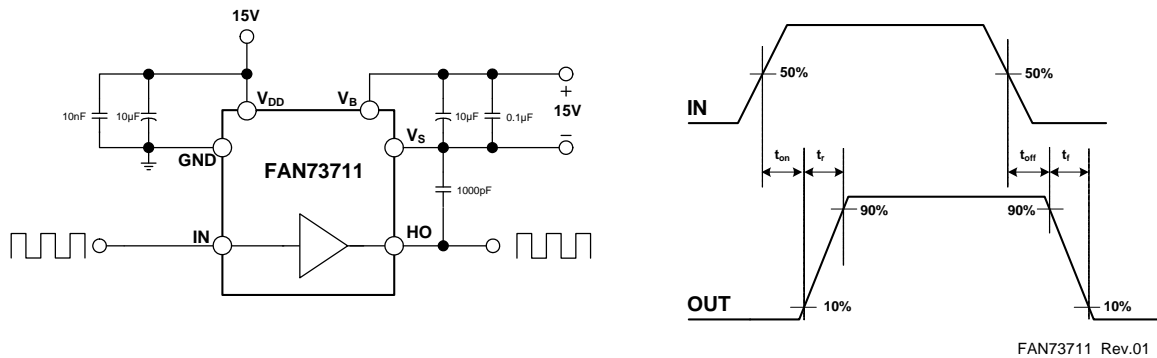 15V
10nF
10µF
VDD
VB
10µF
0.1µF
+
15V
–
GND
VS
FAN73711
1000pF
IN
HO
IN
50%
50%
ton
tr
toff
tf
90%
90%
OUT
10%
10%
FAN73711 Rev.01